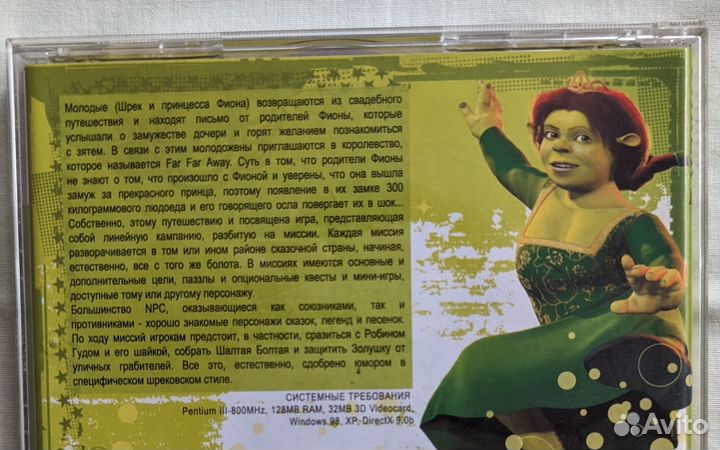 Молодые (Шрек и принцесса Фиона) возвращаются из свадебного
путешествия и находят письмо от родителей Фионы, которые
услышали о замужестве дочери и горят желанием познакомиться
с зятем. В связи с этим молодожены приглашаются в королевство,
которое называется Far Far Away. Суть в том, что родители Фионы
не знают о том, что произошло с Фионой и уверены, что она вышла
замуж за прекрасного принца, поэтому появление в их замке 300
килограммового людоеда и его говорящего осла повергает их в шок...
Собственно, этому путешествию и посвящена игра, представляющая
собой линейную кампанию, разбитую на миссии. Каждая миссия
разворачивается в том или ином районе сказочной страны, начиная,
естественно, все с того же болота. В миссиях имеются основные и
дополнительные цели, паззлы и опциональные квесты и мини-игры,
доступные тому или другому персонажу.
Большинство NPC, оказывающиеся как союзниками, так и
противниками - хорошо знакомые персонажи сказок, легенд и песенок.
По ходу миссий игрокам предстоит, в частности, сразиться с Робином
Гудом и его шайкой, собрать Шалтая Болтая и защитить Золушку от
уличных грабителей. Все это, естественно, сдобрено юмором в
специфическом шрековском стиле.
СИСТЕМНЫЕ ТРЕБОВАНИЯ
Pentium III-800MHz, 128MB RAM, 32MB 3D Videocard,
Windows 98, XP, DirectX 9.0b
Avito